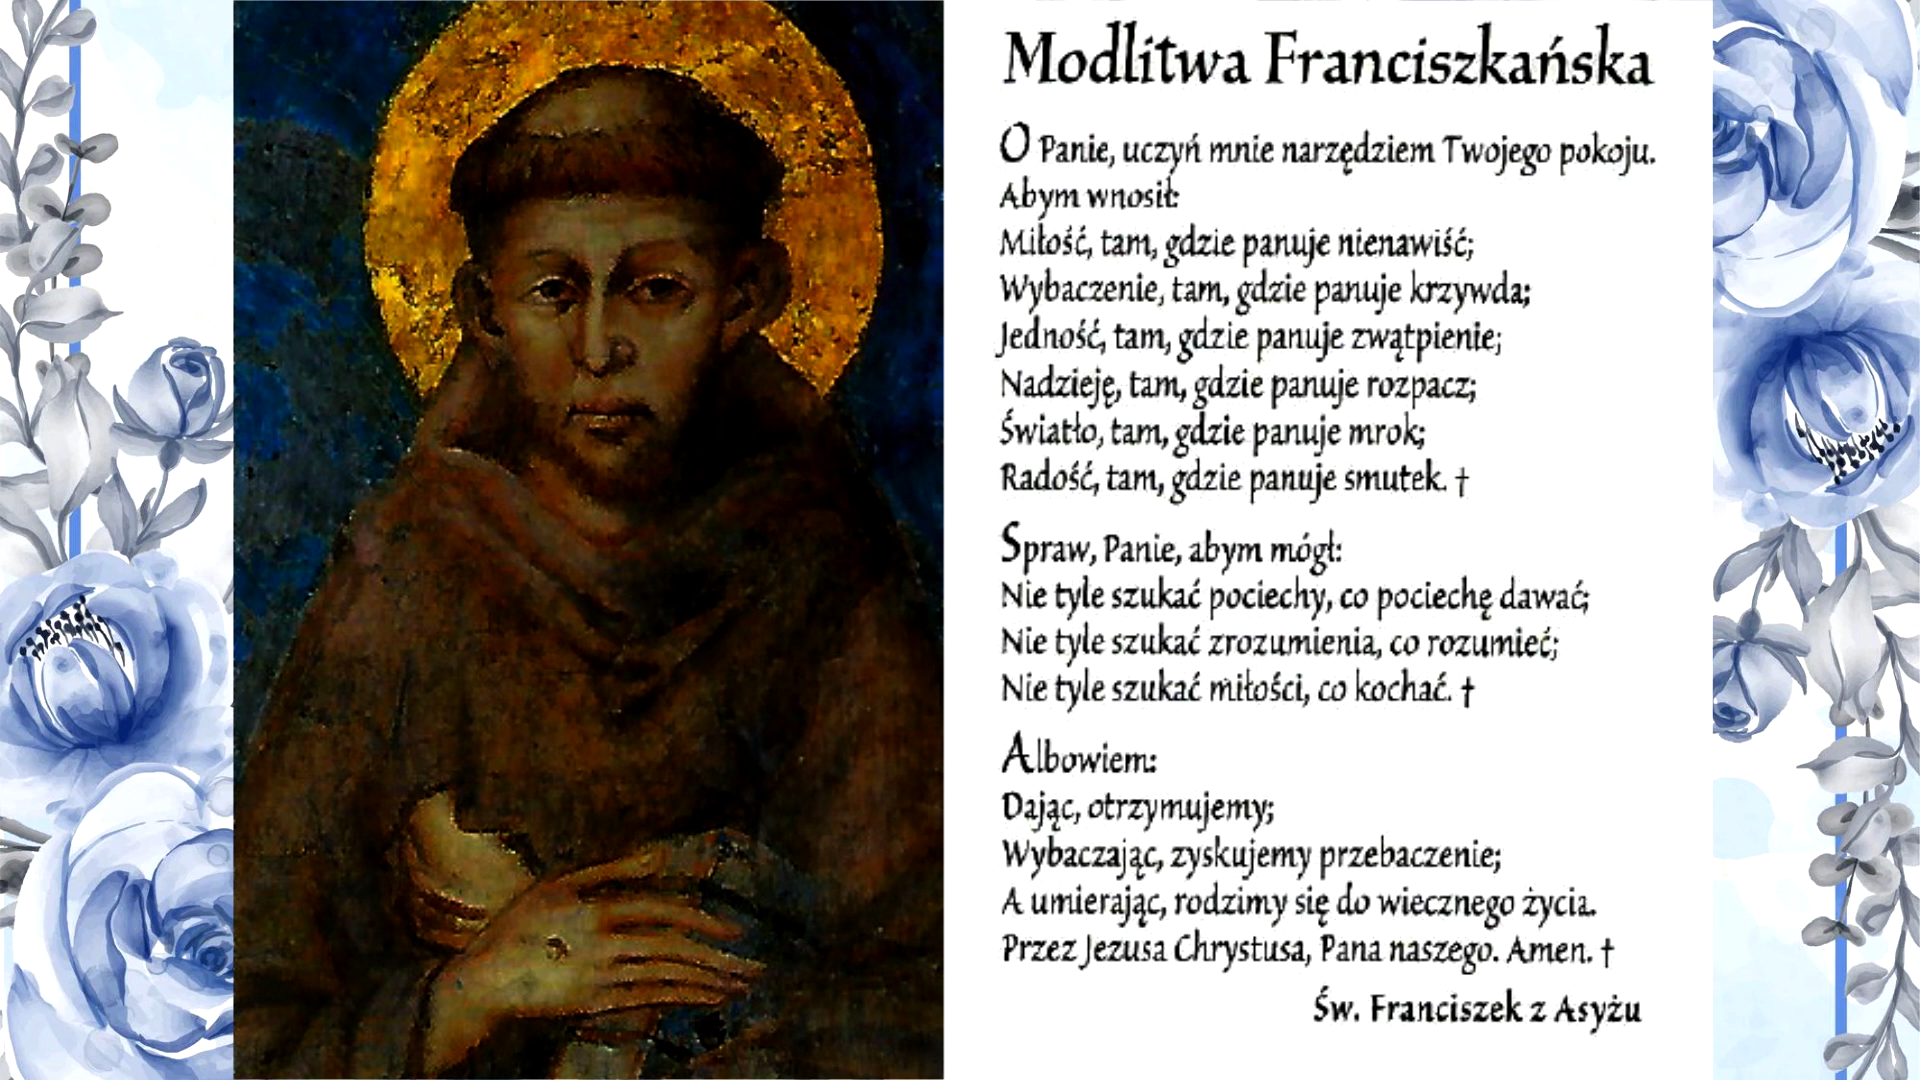 Modlitwa Franciszkańska
O Panie, uczyń mnie narzędziem Twojego pokoju.
Abym wnosił:
Miłość, tam, gdzie panuje nienawiść;
Wybaczenie, tam, gdzie panuje krzywda;
Jedność, tam, gdzie panuje zwątpienie;
Nadzieję, tam, gdzie panuje rozpacz;
Światło, tam, gdzie panuje mrok;
Radość, tam, gdzie panuje smutek. †
Spraw, Panie, abym mógł:
Nie tyle szukać pociechy, co pociechę dawać;
Nie tyle szukać zrozumienia, co rozumieć;
Nie tyle szukać miłości, co kochać. †
Albowiem:
Dając, otrzymujemy;
Wybaczając, zyskujemy przebaczenie;
A umierając, rodzimy się do wiecznego życia.
Przez Jezusa Chrystusa, Pana naszego. Amen. †
Św. Franciszek z Asyżu